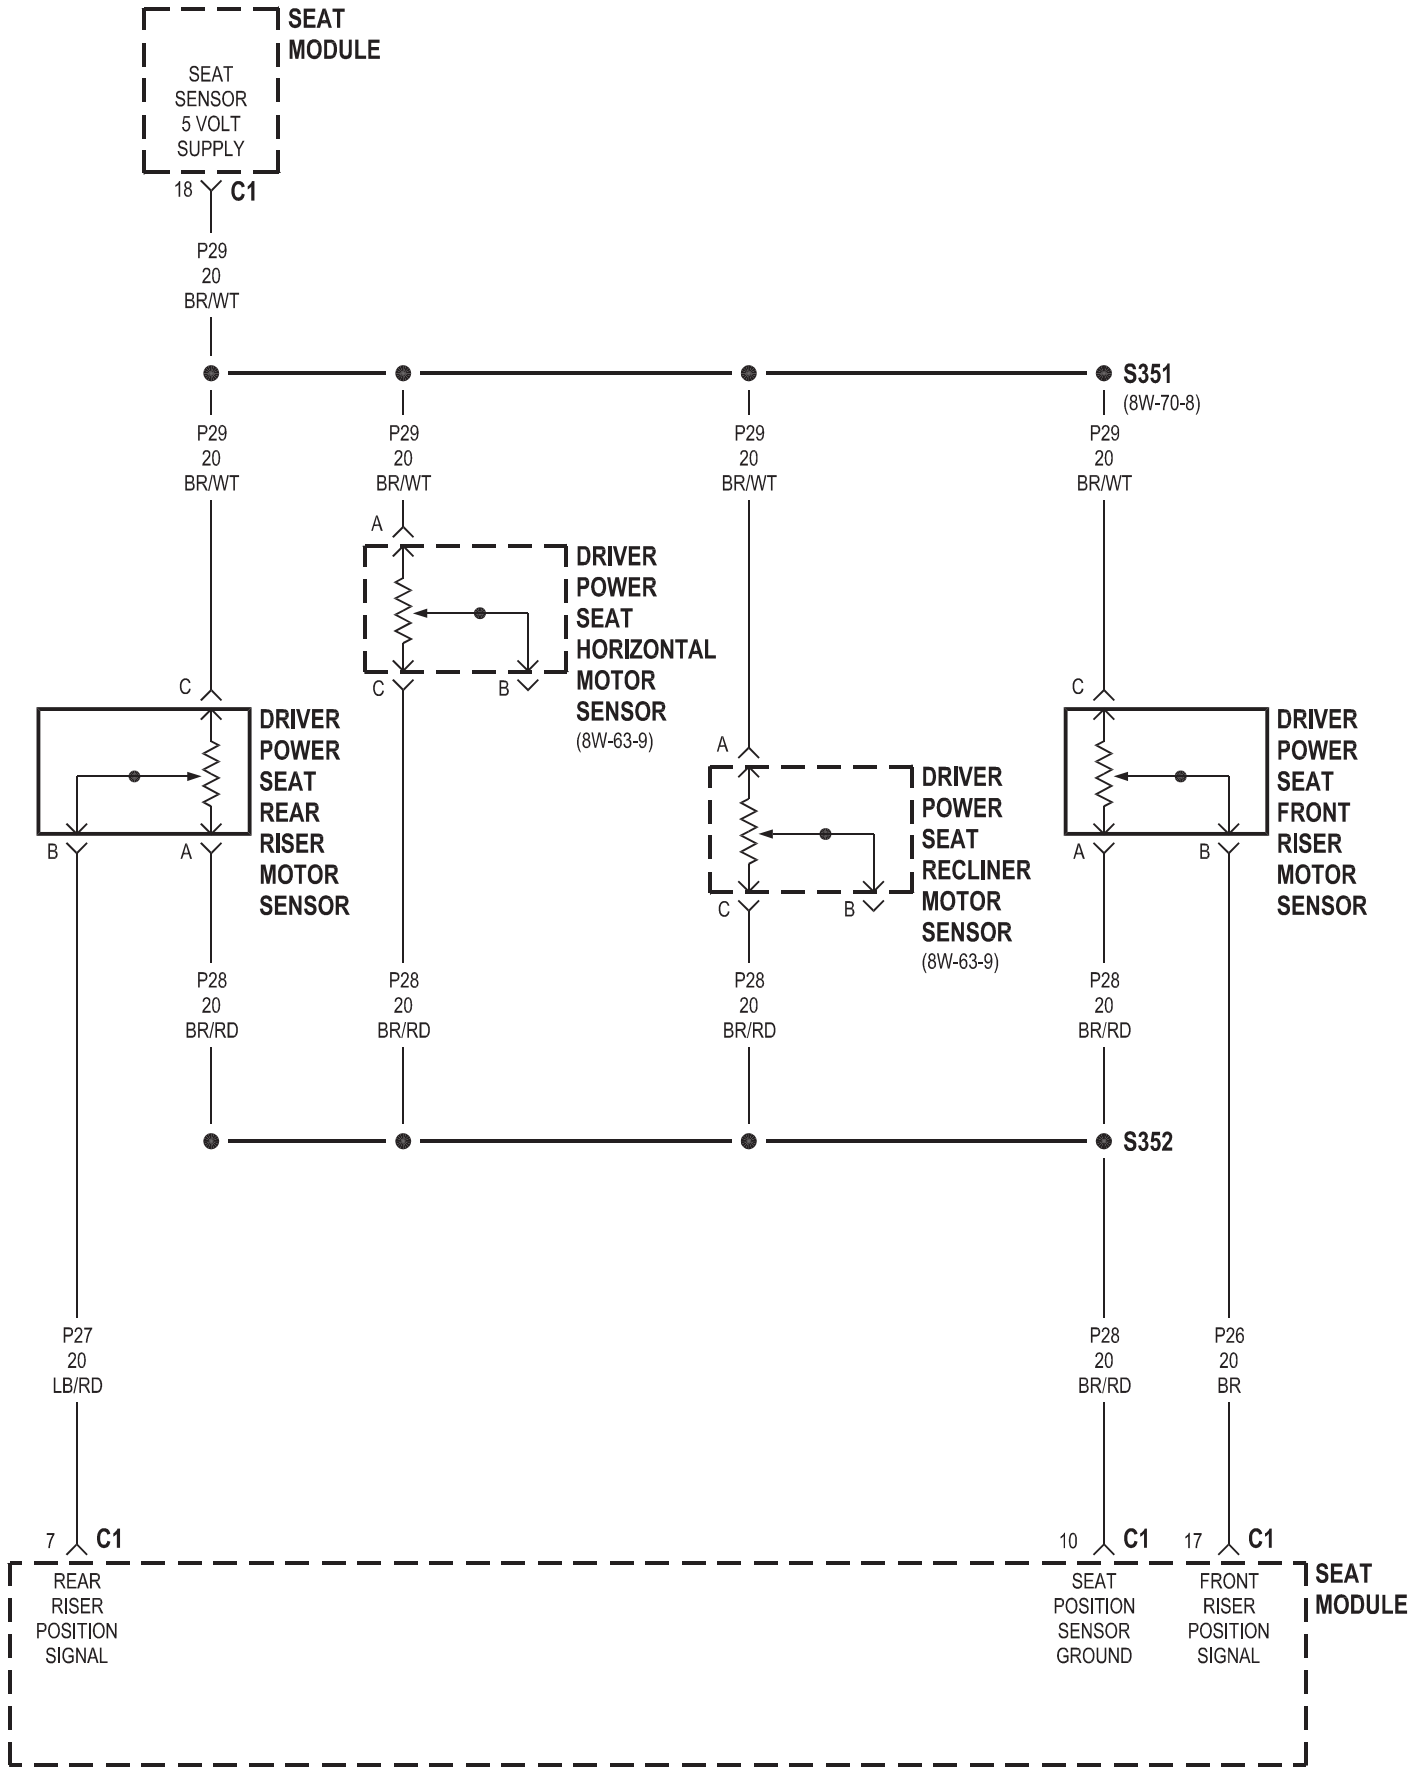 SEAT
MODULE
SEAT
SENSOR
5 VOLT
SUPPLY
18
C1
P29
20
BR/WT
S351
(8W-70-8)
P29
20
BR/WT
P29
20
BR/WT
P29
20
BR/WT
P29
20
BR/WT
A
DRIVER
POWER
SEAT
HORIZONTAL
MOTOR
SENSOR
(8W-63-9)
C
B
C
DRIVER
POWER
SEAT
REAR
RISER
MOTOR
SENSOR
B
A
A
DRIVER
POWER
SEAT
RECLINER
MOTOR
SENSOR
(8W-63-9)
C
B
C
DRIVER
POWER
SEAT
FRONT
RISER
MOTOR
SENSOR
A
B
P28
20
BR/RD
P28
20
BR/RD
P28
20
BR/RD
P28
20
BR/RD
S352
P27
20
LB/RD
P28
20
BR/RD
P26
20
BR
7
C1
10
C1
17
C1
REAR
RISER
POSITION
SIGNAL
SEAT
POSITION
SENSOR
GROUND
FRONT
RISER
POSITION
SIGNAL
SEAT
MODULE